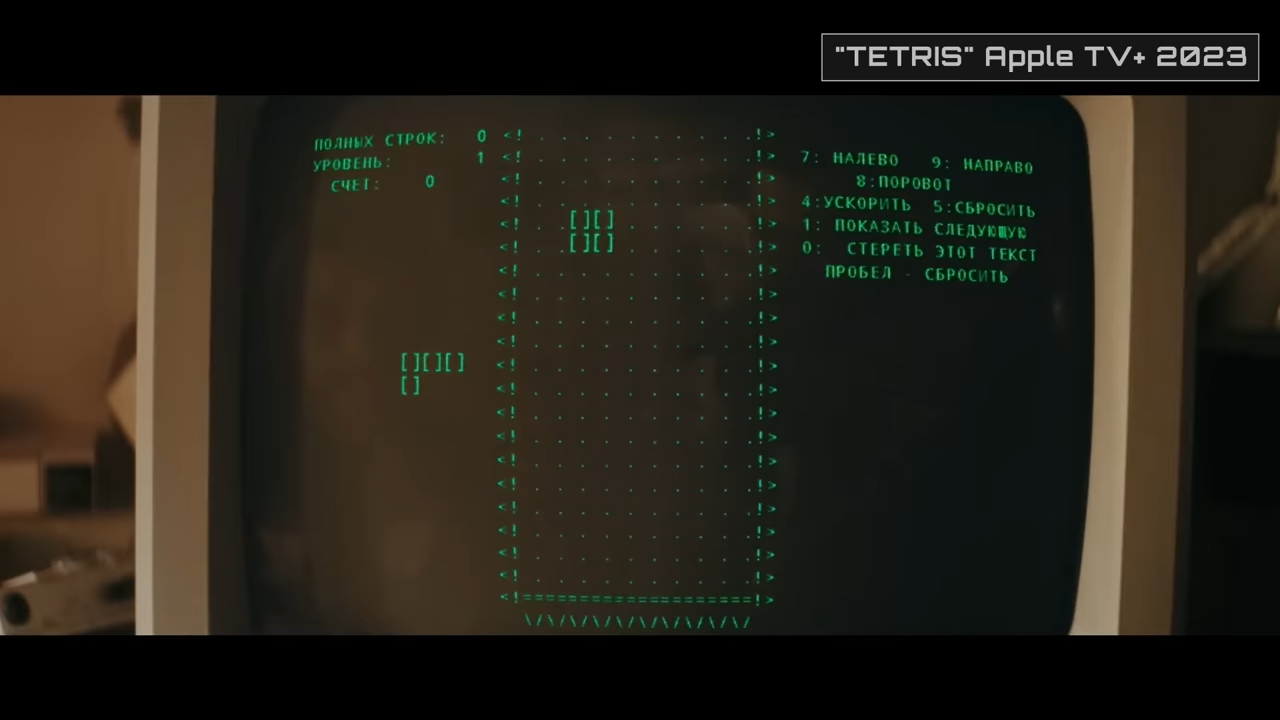 "TETRIS" Apple TV+ 2023
ПОЛНЫХ СТРОК: 0
УРОВЕНЬ: 1
СЧЕТ: 0
7: НАЛЕВО 9: НАПРАВО
8:ПОРОВОТ
4:УСКОРИТЬ 5:СБРОСИТЬ
1: ПОКАЗАТЬ СЛЕДУЮЩУЮ
0: СТЕРЕТЬ ЭТОТ ТЕКСТ
ПРОБЕЛ - СБРОСИТЬ